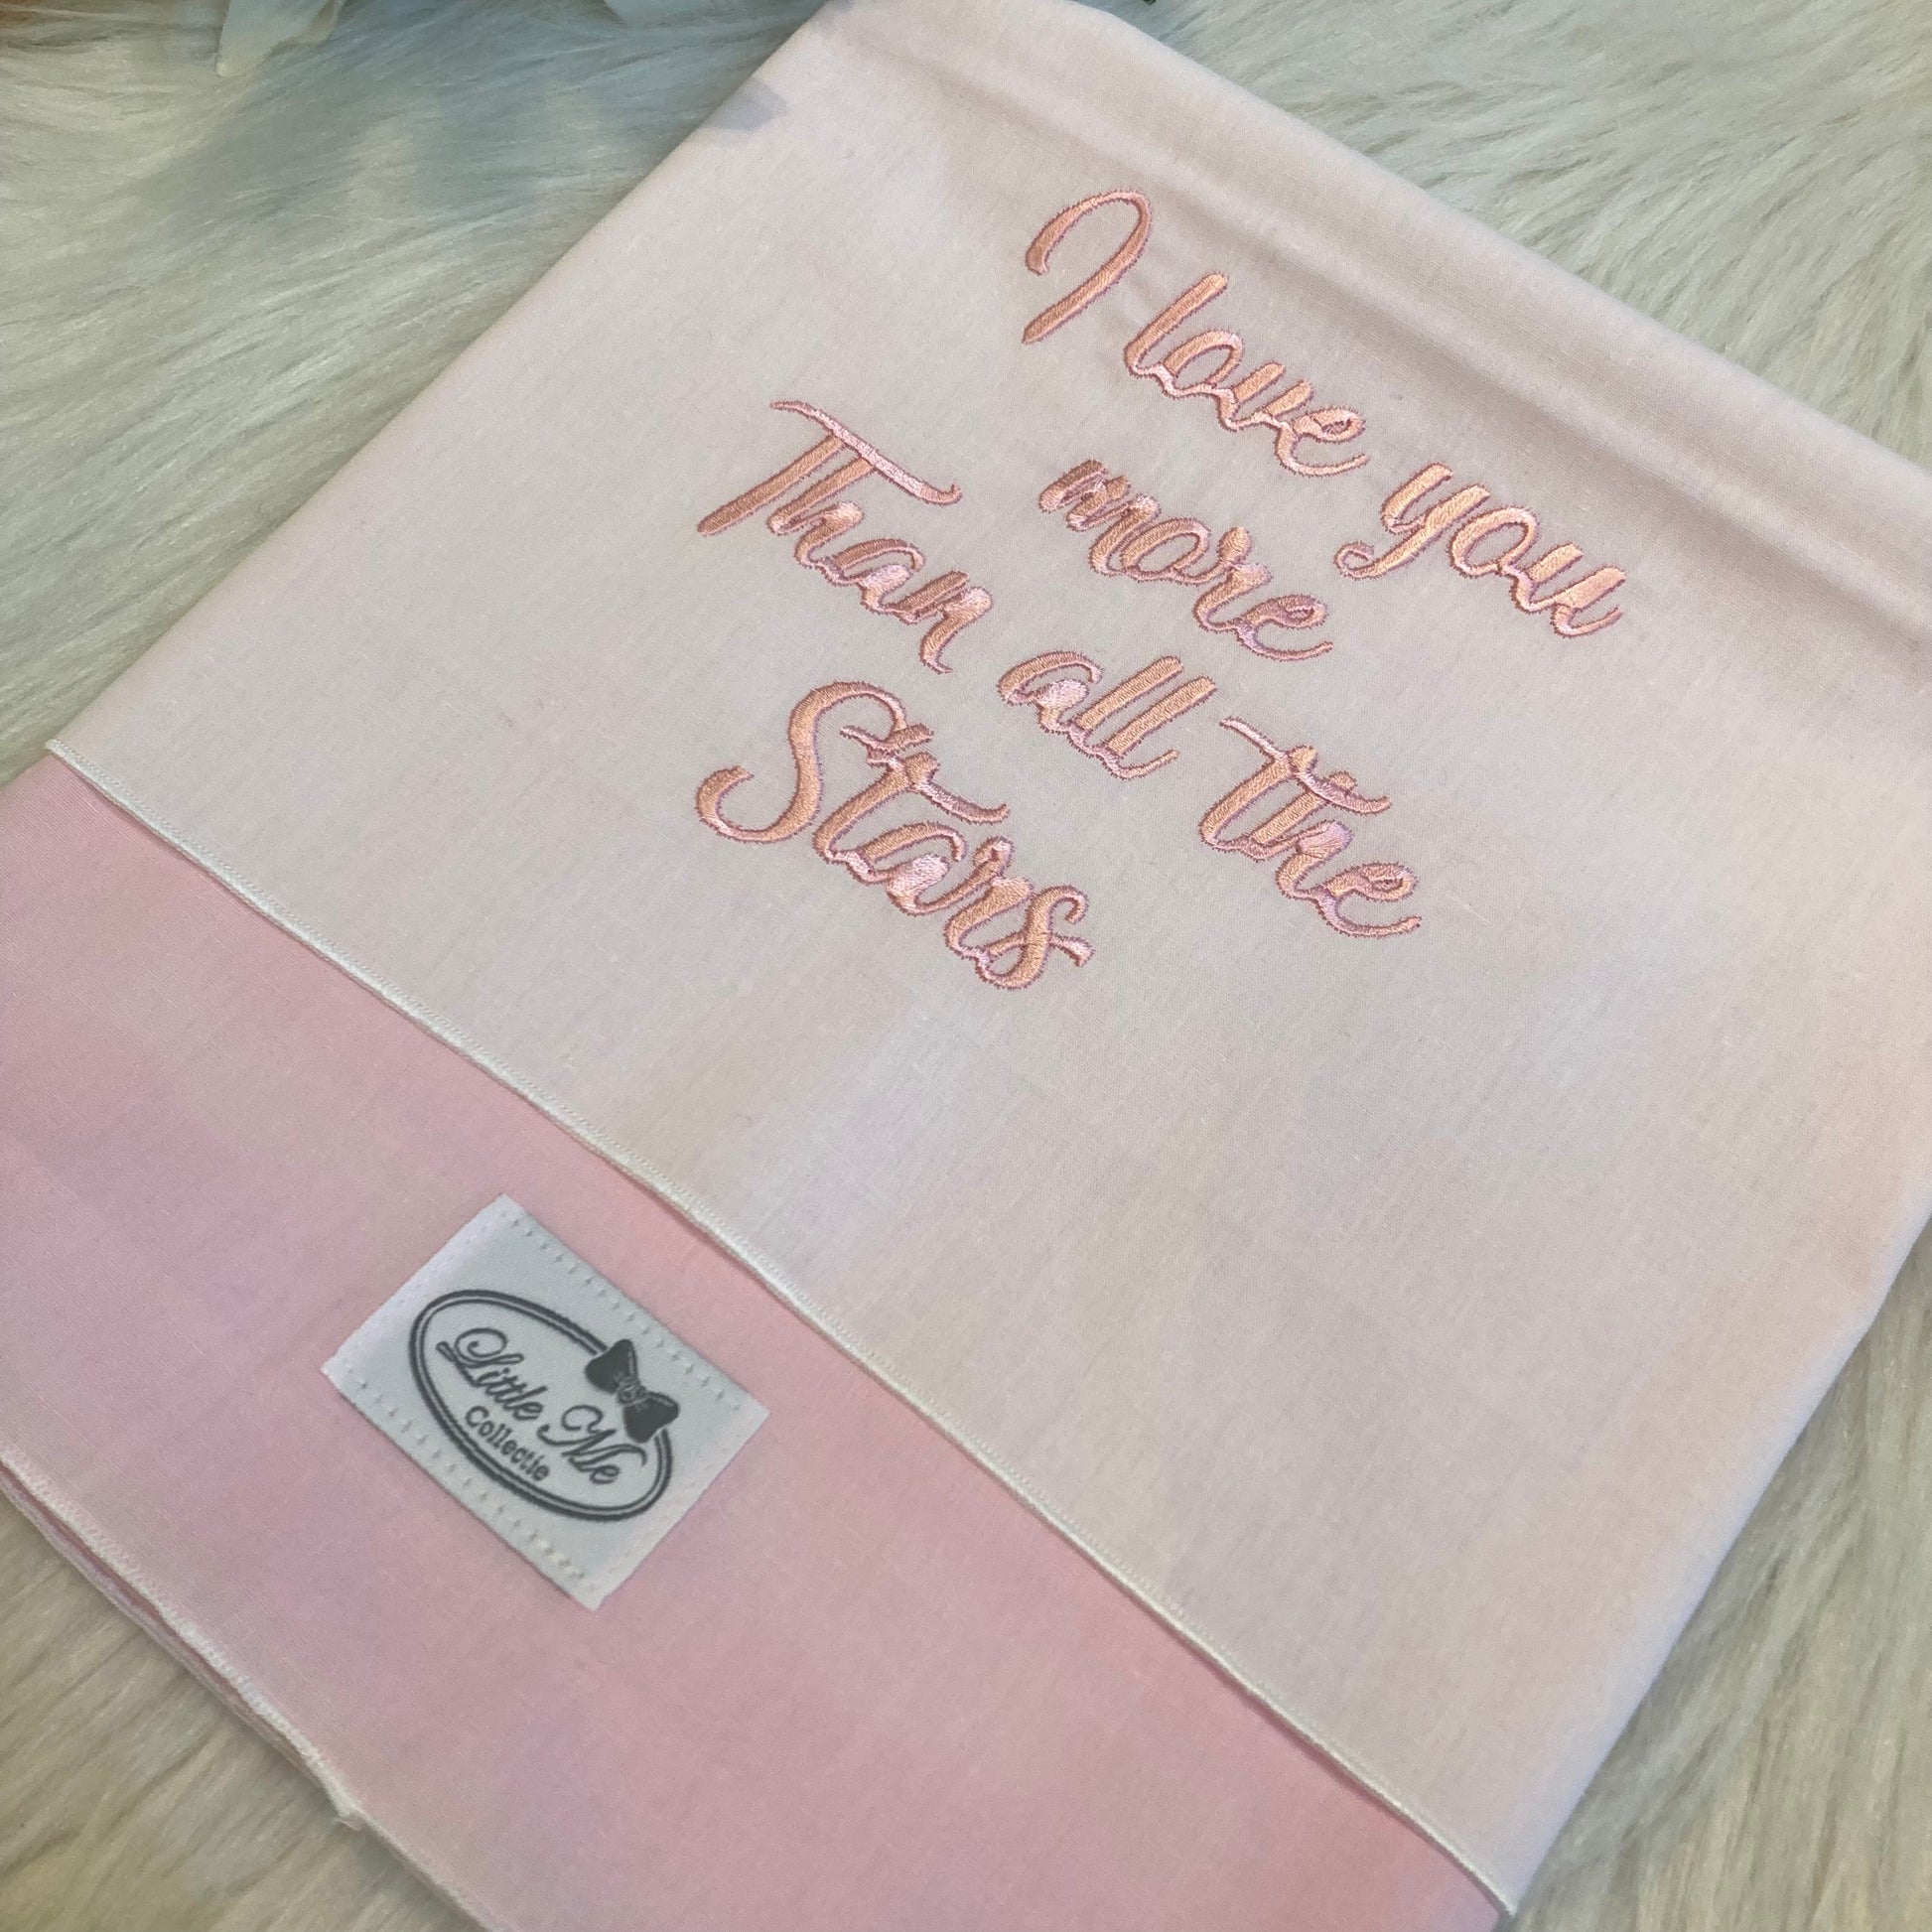 I love you
more
Than all the
Stars
Little Me
Collectie